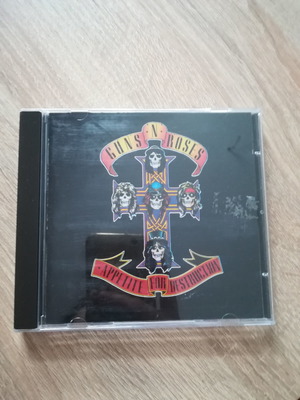 GUNS N' ROSES
APPETITE FOR DESTRUCTION